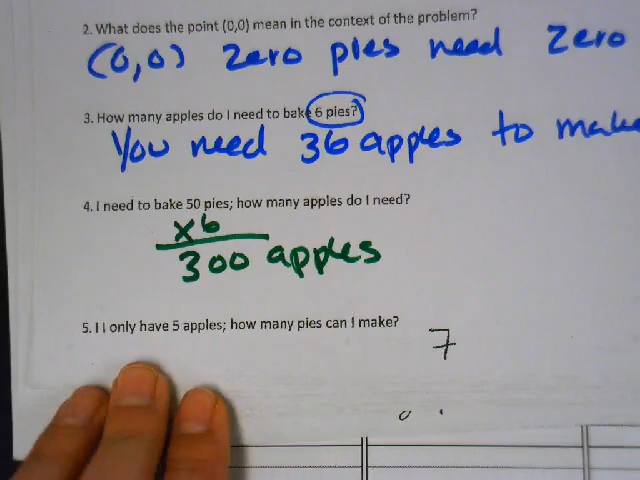 2. What does the point (0,0) mean in the context of the problem?
(0,0) Zero pies need Zero
3. How many apples do I need to bake 6 pies?
You need 36 apples to make
4. I need to bake 50 pies; how many apples do I need?
x6
300 apples
5. I only have 5 apples; how many pies can I make?
7